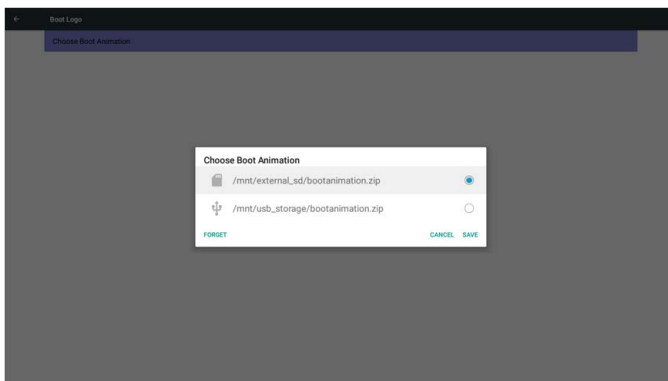 Boot Logo
Choose Boot Animation
Choose Boot Animation
/mnt/external_sd/bootanimation.zip
/mnt/usb_storage/bootanimation.zip
FORGET CANCEL SAVE